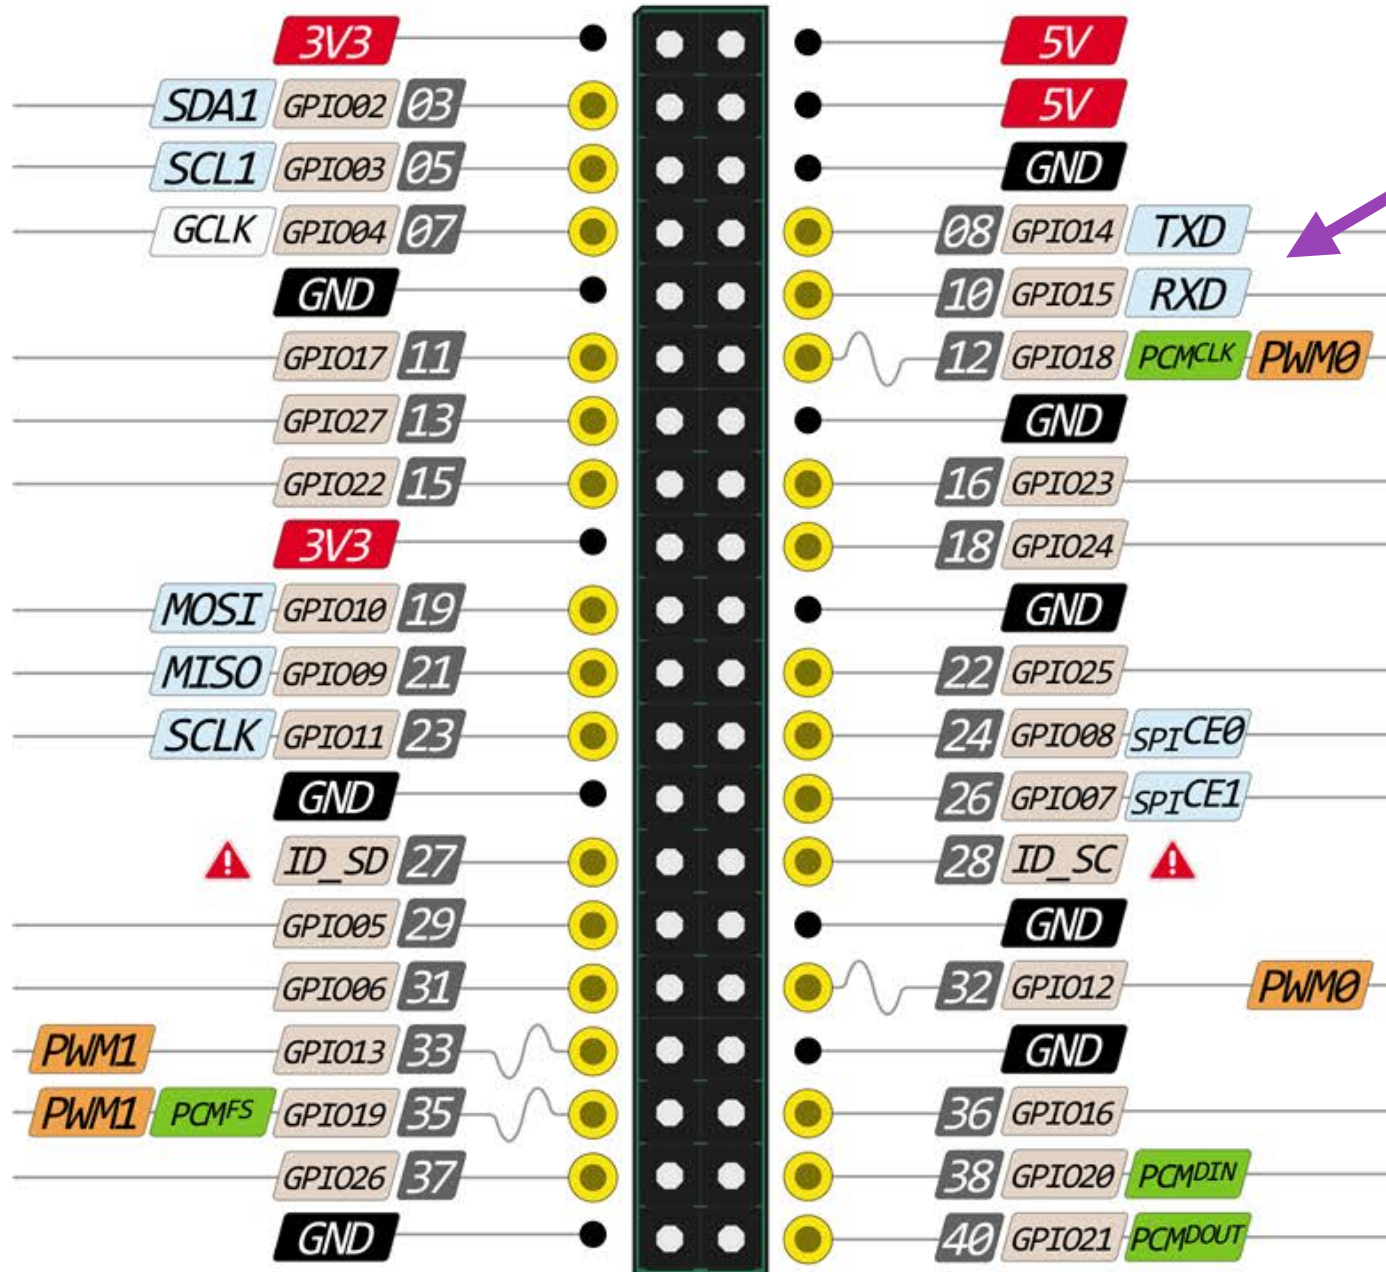 3V3 5V
SDA1 GPIO02 03 5V
SCL1 GPIO03 05 GND
GCLK GPIO04 07 08 GPIO14 TXD
GND 10 GPIO15 RXD
GPIO17 11 12 GPIO18 PCMCLK PWM0
GPIO27 13 GND
GPIO22 15 16 GPIO23
3V3 18 GPIO24
MOSI GPIO10 19 GND
MISO GPIO09 21 22 GPIO25
SCLK GPIO11 23 24 GPIO08 SPICE0
GND 26 GPIO07 SPICE1
! ID_SD 27 28 ID_SC !
GPIO05 29 GND
GPIO06 31 32 GPIO12 PWM0
PWM1 GPIO13 33 GND
PWM1 PCMFS GPIO19 35 36 GPIO16
GPIO26 37 38 GPIO20 PCMDIN
GND 40 GPIO21 PCMDOUT